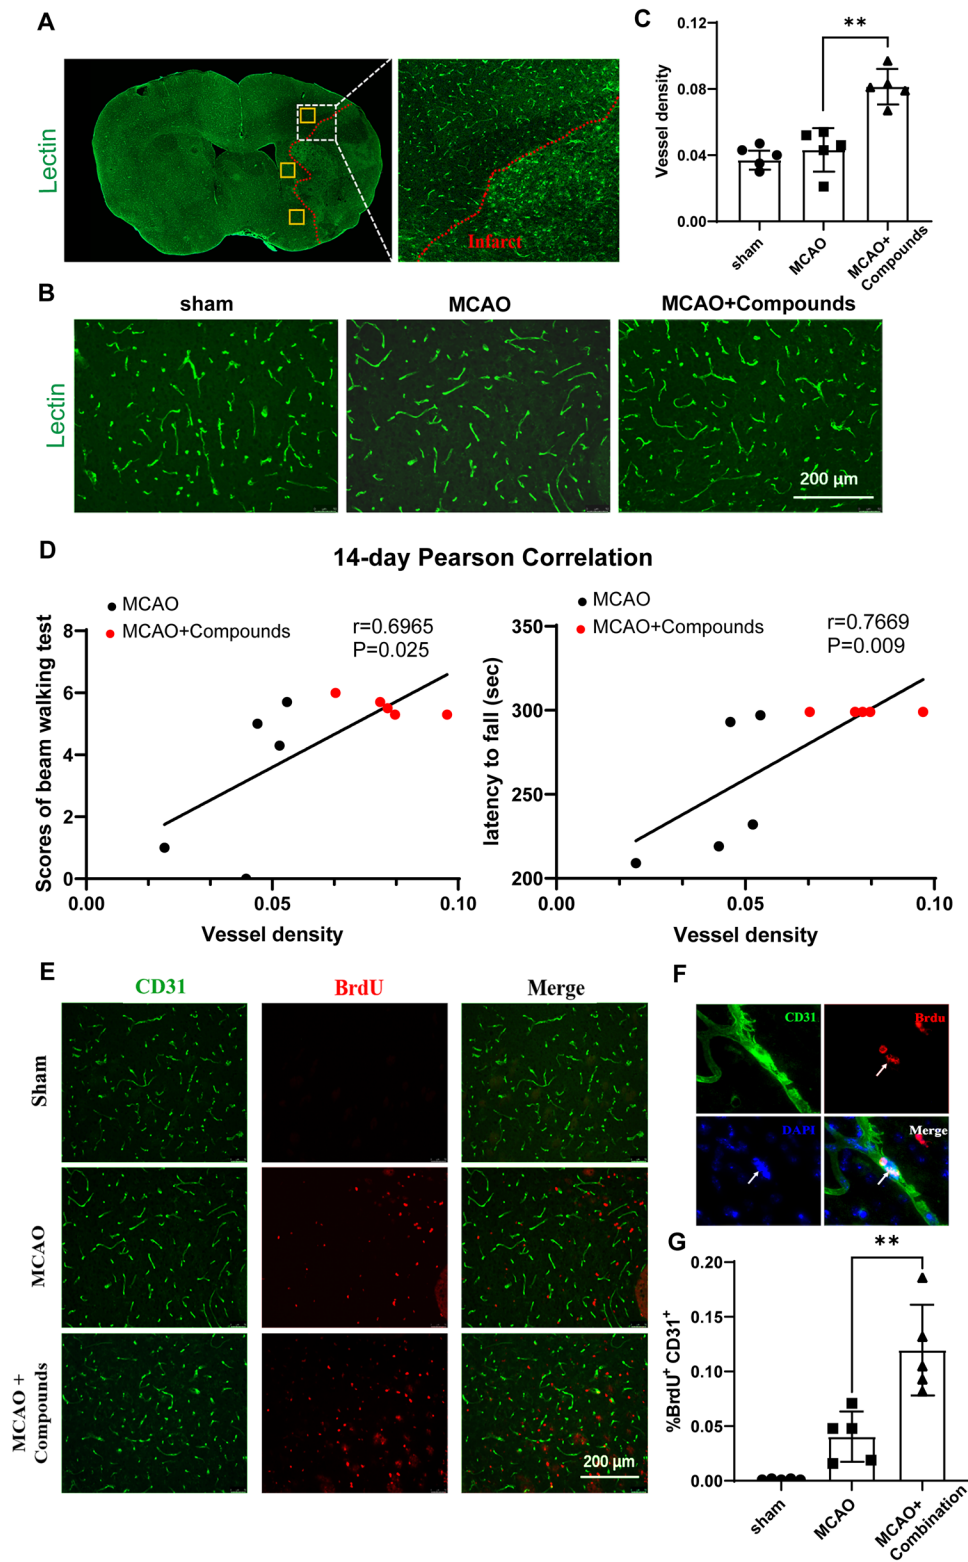 A
Lectin
Infarct
C
Vessel density
0.12
0.08
0.04
0.00
**
sham
MCAO
MCAO+
Compounds
B
sham
MCAO
MCAO+Compounds
Lectin
200 μm
D
14-day Pearson Correlation
MCAO
MCAO+Compounds
r=0.6965
P=0.025
Scores of beam walking test
8
6
4
2
0
0.00
0.05
0.10
Vessel density
MCAO
MCAO+Compounds
r=0.7669
P=0.009
latency to fall (sec)
350
300
250
200
0.00
0.05
0.10
Vessel density
E
CD31
BrdU
Merge
Sham
MCAO
MCAO +
Compounds
200 μm
F
CD31
Brdu
DAPI
Merge
G
%BrdU+ CD31+
0.20
0.15
0.10
0.05
0.00
**
sham
MCAO
MCAO+
Combination